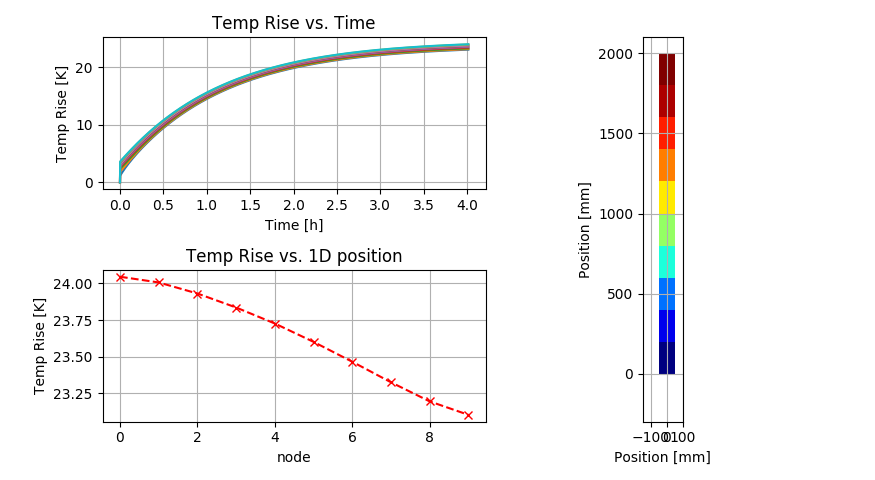 Temp Rise vs. Time
Temp Rise [K]
20
10
0
0.0 0.5 1.0 1.5 2.0 2.5 3.0 3.5 4.0
Time [h]
Temp Rise vs. 1D position
Temp Rise [K]
24.00
23.75
23.50
23.25
0 2 4 6 8
node
Position [mm]
2000
1500
1000
500
0
−100 0 100
Position [mm]